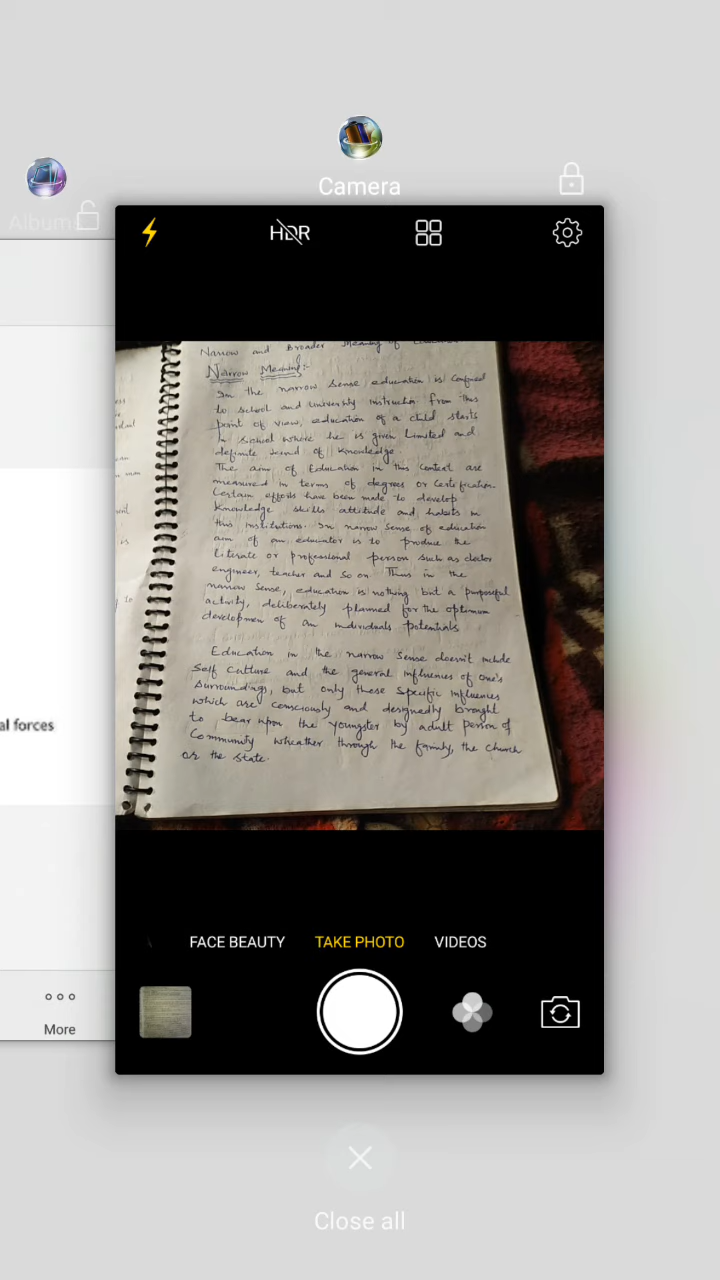 Camera
Albums
HDR
Narrow and Broader Meaning of
Narrow Meaning:-
In the narrow sense education is confined
to school and university instruction from this
point of view, education of a child starts
in school where he is given limited and
definite kind of knowledge.
The aim of Education in this context are
measured in terms of degrees or certification.
Certain efforts have been made to develop
knowledge skills attitude and habits in
this institutions. In narrow sense of education
aim of an educator is to produce the
literate or professional person such as doctor
engineer, teacher and so on. Thus in the
narrow sense, education is nothing but a purposeful
activity, deliberately planned for the optimum
development of an individuals potentials
Education in the narrow sense doesn't include
self culture and the general influences of one's
surroundings, but only these specific influences
which are consciously and designedly brought
to bear upon the youngster by adult person of
community wheather through the family, the church
or the state.
al forces
FACE BEAUTY TAKE PHOTO VIDEOS
More
Close all